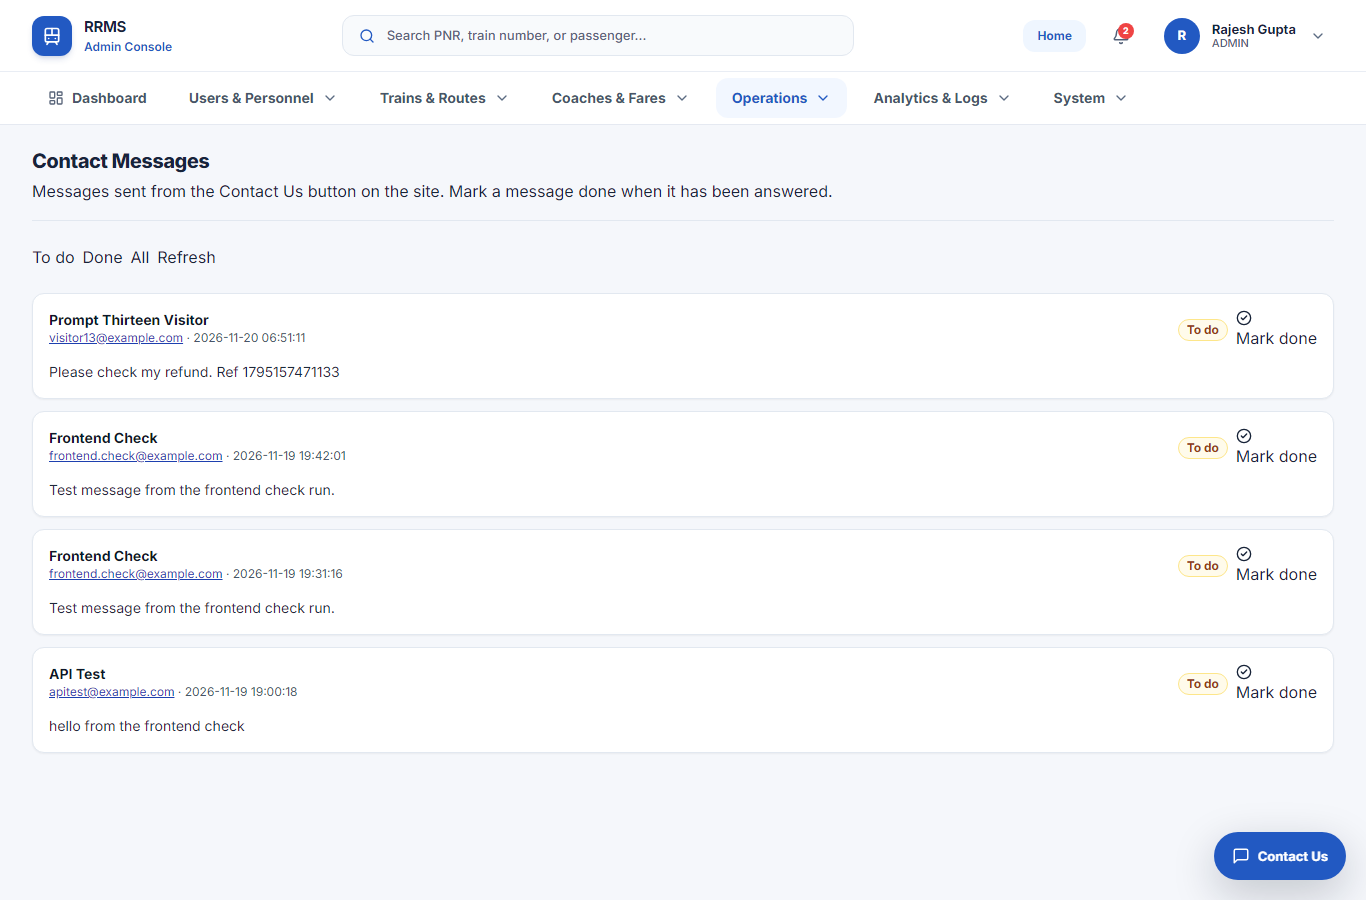 RRMS
Admin Console
Search PNR, train number, or passenger...
Home
2
R
Rajesh Gupta
ADMIN
Dashboard
Users & Personnel
Trains & Routes
Coaches & Fares
Operations
Analytics & Logs
System
Contact Messages
Messages sent from the Contact Us button on the site. Mark a message done when it has been answered.
To do Done All Refresh
Prompt Thirteen Visitor
visitor13@example.com · 2026-11-20 06:51:11
To do
Mark done
Please check my refund. Ref 1795157471133
Frontend Check
frontend.check@example.com · 2026-11-19 19:42:01
To do
Mark done
Test message from the frontend check run.
Frontend Check
frontend.check@example.com · 2026-11-19 19:31:16
To do
Mark done
Test message from the frontend check run.
API Test
apitest@example.com · 2026-11-19 19:00:18
To do
Mark done
hello from the frontend check
Contact Us